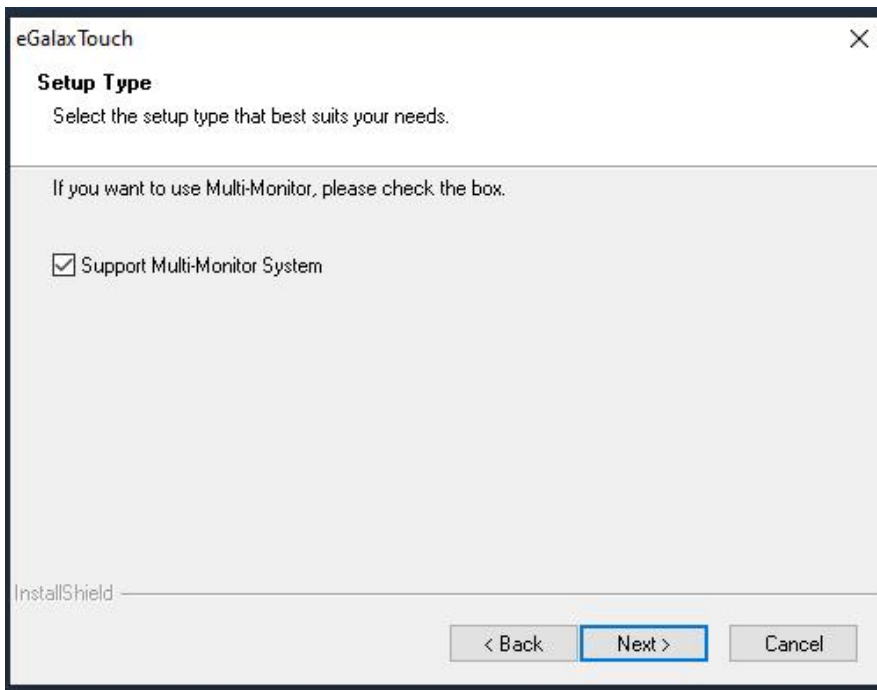 eGalaxTouch
Setup Type
Select the setup type that best suits your needs.
If you want to use Multi-Monitor, please check the box.
Support Multi-Monitor System
InstallShield
< Back
Next >
Cancel